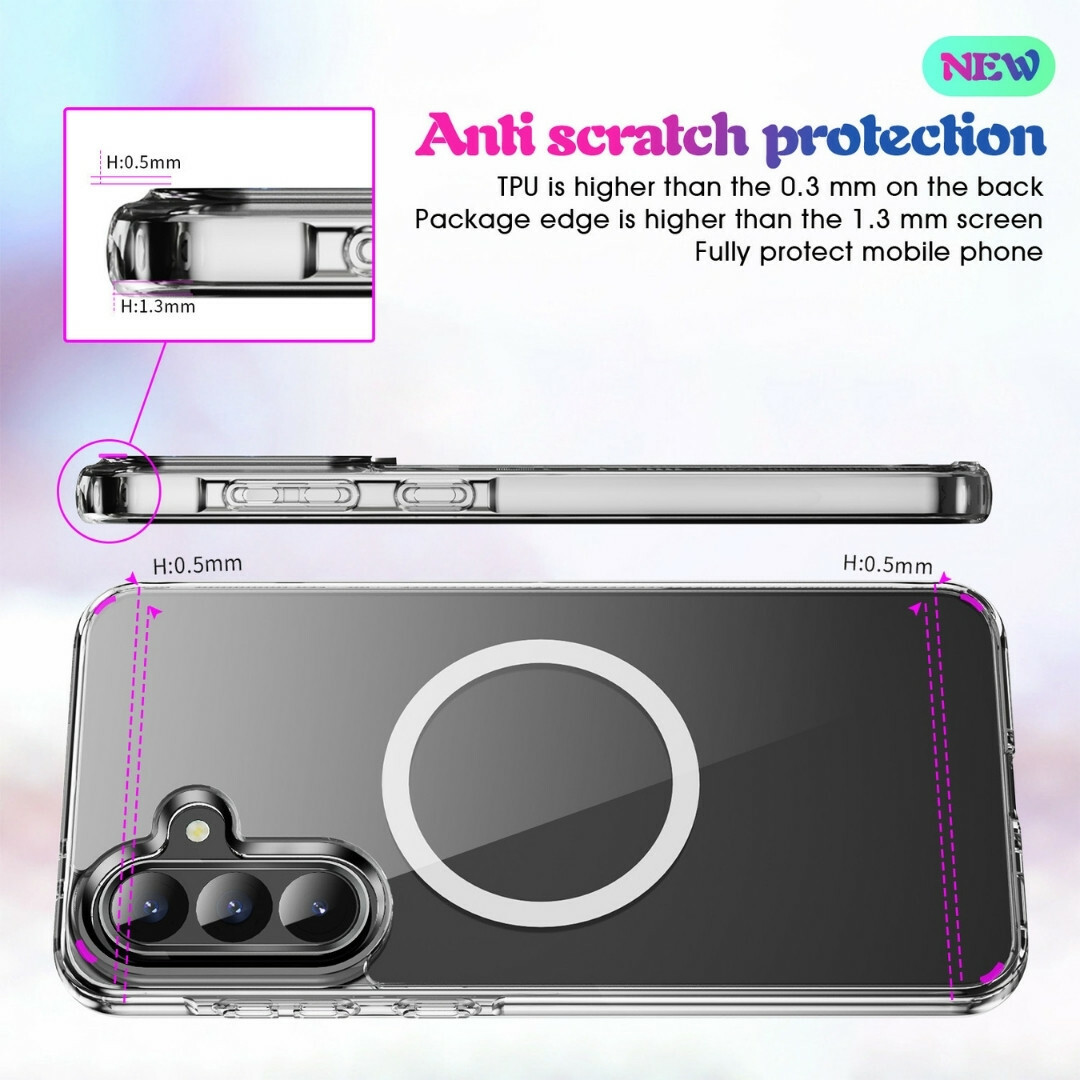 NEW
Anti scratch protection
TPU is higher than the 0.3 mm on the back
Package edge is higher than the 1.3 mm screen
Fully protect mobile phone
H:0.5mm
H:1.3mm
H:0.5mm
H:0.5mm